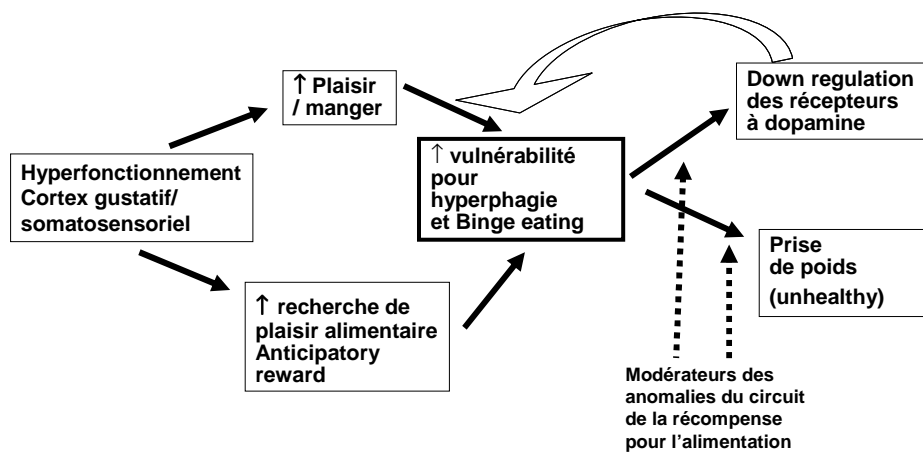 Hyperfonctionnement
Cortex gustatif/
somatosensoriel
↑ Plaisir
/ manger
↑ recherche de
plaisir alimentaire
Anticipatory
reward
↑ vulnérabilité
pour
hyperphagie
et Binge eating
Down regulation
des récepteurs
à dopamine
Prise
de poids
(unhealthy)
Modérateurs des
anomalies du circuit
de la récompense
pour l'alimentation